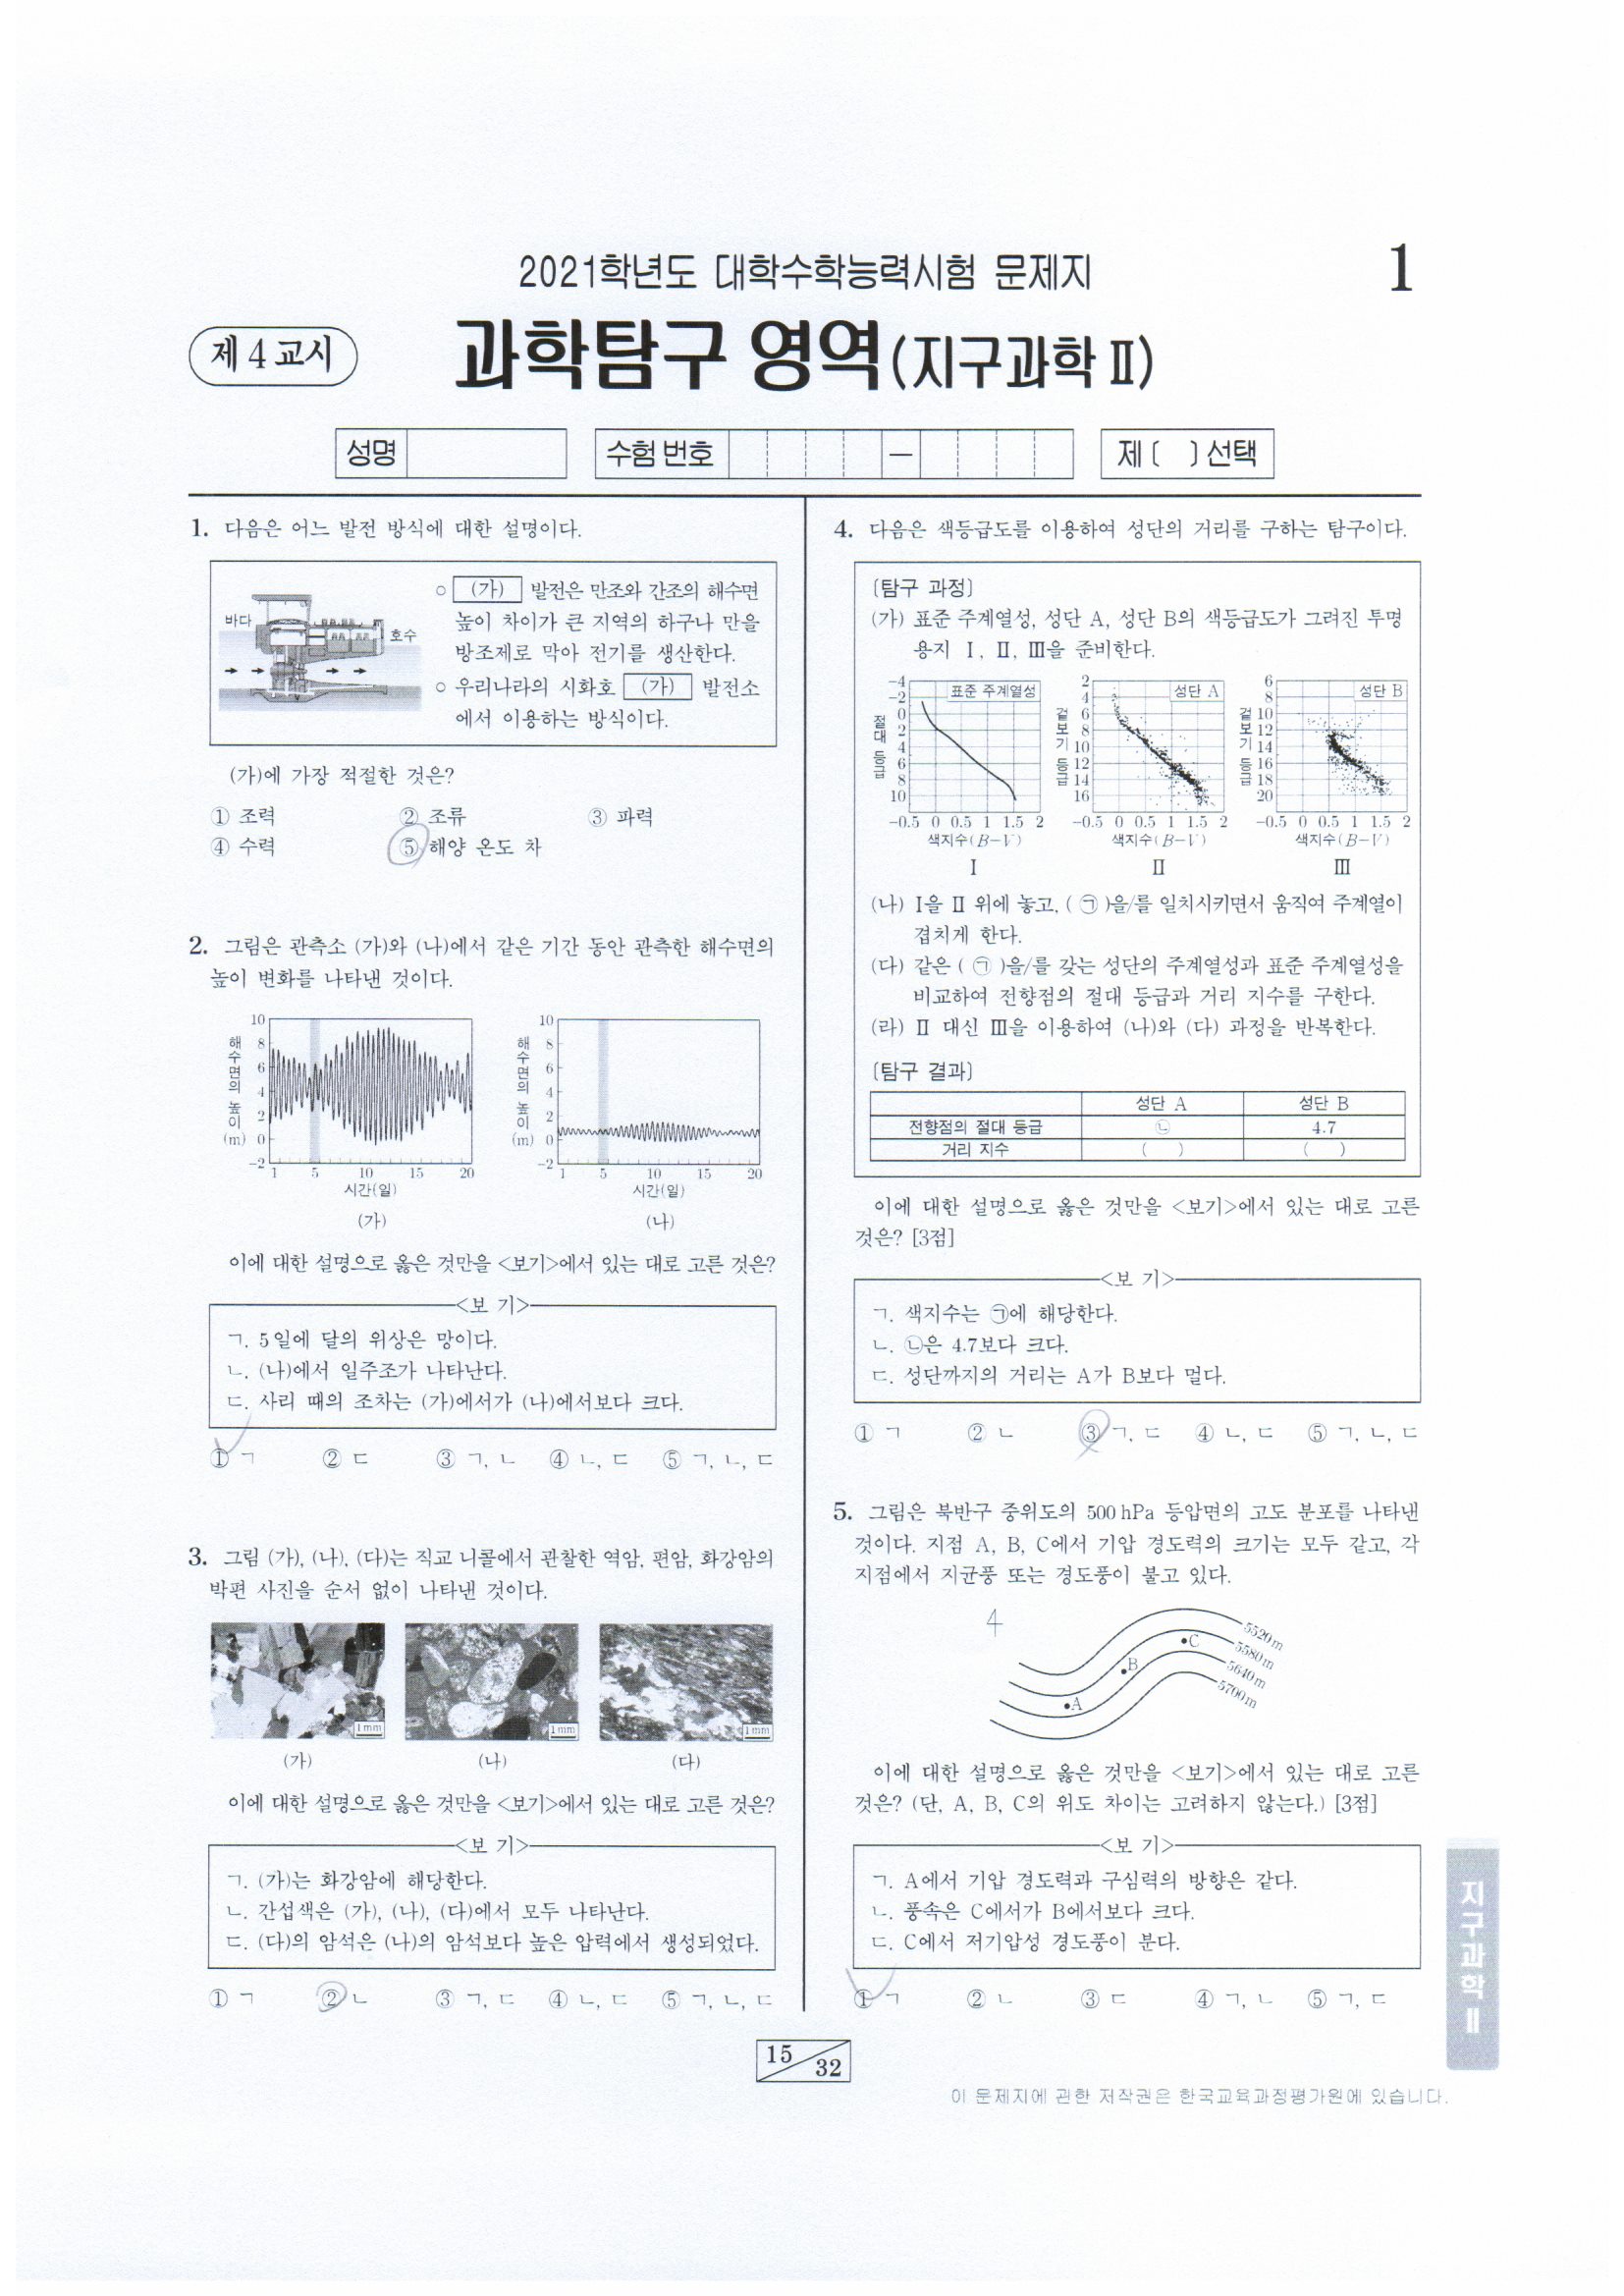 2021학년도 대학수학능력시험 문제지
1
제 4 교시
과학탐구 영역(지구과학 Ⅱ)
성명
수험 번호
—
제 [ ] 선택
1. 다음은 어느 발전 방식에 대한 설명이다.
바다
호수
○ (가) 발전은 만조와 간조의 해수면
높이 차이가 큰 지역의 하구나 만을
방조제로 막아 전기를 생산한다.
○ 우리나라의 시화호 (가) 발전소
에서 이용하는 방식이다.
(가)에 가장 적절한 것은?
① 조력 ② 조류 ③ 파력
④ 수력 ⑤ 해양 온도 차
2. 그림은 관측소 (가)와 (나)에서 같은 기간 동안 관측한 해수면의
높이 변화를 나타낸 것이다.
해수면의 높이 (m)
10
8
6
4
2
0
-2
1 5 10 15 20
시간(일)
(가)
해수면의 높이 (m)
10
8
6
4
2
0
-2
1 5 10 15 20
시간(일)
(나)
이에 대한 설명으로 옳은 것만을 <보기>에서 있는 대로 고른 것은?
<보 기>
ㄱ. 5일에 달의 위상은 망이다.
ㄴ. (나)에서 일주조가 나타난다.
ㄷ. 사리 때의 조차는 (가)에서가 (나)에서보다 크다.
① ㄱ ② ㄷ ③ ㄱ, ㄴ ④ ㄴ, ㄷ ⑤ ㄱ, ㄴ, ㄷ
3. 그림 (가), (나), (다)는 직교 니콜에서 관찰한 역암, 편암, 화강암의
박편 사진을 순서 없이 나타낸 것이다.
1 mm
1 mm
1 mm
(가) (나) (다)
이에 대한 설명으로 옳은 것만을 <보기>에서 있는 대로 고른 것은?
<보 기>
ㄱ. (가)는 화강암에 해당한다.
ㄴ. 간섭색은 (가), (나), (다)에서 모두 나타난다.
ㄷ. (다)의 암석은 (나)의 암석보다 높은 압력에서 생성되었다.
① ㄱ ② ㄴ ③ ㄱ, ㄷ ④ ㄴ, ㄷ ⑤ ㄱ, ㄴ, ㄷ
4. 다음은 색등급도를 이용하여 성단의 거리를 구하는 탐구이다.
[탐구 과정]
(가) 표준 주계열성, 성단 A, 성단 B의 색등급도가 그려진 투명
용지 Ⅰ, Ⅱ, Ⅲ을 준비한다.
표준 주계열성
절대 등급
-4
-2
0
2
4
6
8
10
-0.5 0 0.5 1 1.5 2
색지수(B-V)
Ⅰ
성단 A
겉보기 등급
2
4
6
8
10
12
14
16
-0.5 0 0.5 1 1.5 2
색지수(B-V)
Ⅱ
성단 B
겉보기 등급
6
8
10
12
14
16
18
20
-0.5 0 0.5 1 1.5 2
색지수(B-V)
Ⅲ
(나) Ⅰ을 Ⅱ 위에 놓고, ( ㉠ )을/를 일치시키면서 움직여 주계열이
겹치게 한다.
(다) 같은 ( ㉠ )을/를 갖는 성단의 주계열성과 표준 주계열성을
비교하여 전향점의 절대 등급과 거리 지수를 구한다.
(라) Ⅱ 대신 Ⅲ을 이용하여 (나)와 (다) 과정을 반복한다.
[탐구 결과]
성단 A 성단 B
전향점의 절대 등급 ㉡ 4.7
거리 지수 ( ) ( )
이에 대한 설명으로 옳은 것만을 <보기>에서 있는 대로 고른
것은? [3점]
<보 기>
ㄱ. 색지수는 ㉠에 해당한다.
ㄴ. ㉡은 4.7보다 크다.
ㄷ. 성단까지의 거리는 A가 B보다 멀다.
① ㄱ ② ㄴ ③ ㄱ, ㄷ ④ ㄴ, ㄷ ⑤ ㄱ, ㄴ, ㄷ
5. 그림은 북반구 중위도의 500 hPa 등압면의 고도 분포를 나타낸
것이다. 지점 A, B, C에서 기압 경도력의 크기는 모두 같고, 각
지점에서 지균풍 또는 경도풍이 불고 있다.
4
A
B
C
5520 m
5580 m
5640 m
5700 m
이에 대한 설명으로 옳은 것만을 <보기>에서 있는 대로 고른
것은? (단, A, B, C의 위도 차이는 고려하지 않는다.) [3점]
<보 기>
ㄱ. A에서 기압 경도력과 구심력의 방향은 같다.
ㄴ. 풍속은 C에서가 B에서보다 크다.
ㄷ. C에서 저기압성 경도풍이 분다.
① ㄱ ② ㄴ ③ ㄷ ④ ㄱ, ㄴ ⑤ ㄱ, ㄷ
지구과학 Ⅱ
15 32
이 문제지에 관한 저작권은 한국교육과정평가원에 있습니다.